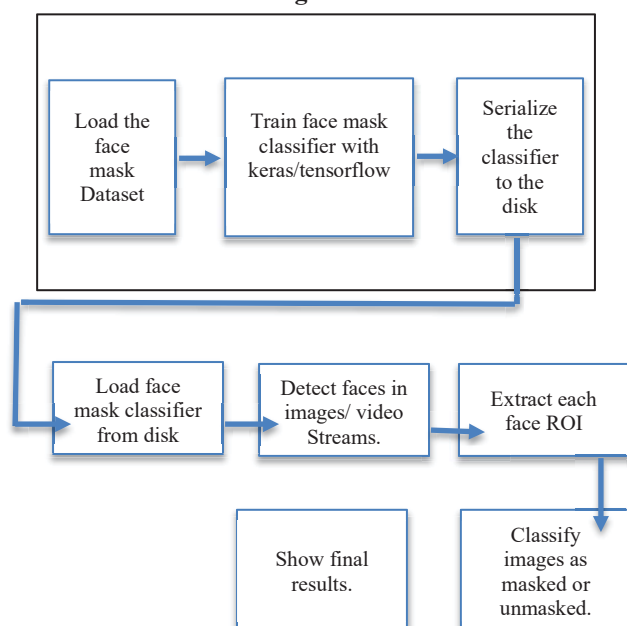 Load the
face
mask
Dataset
Train face mask
classifier with
keras/tensorflow
Serialize
the
classifier
to the
disk
Load face
mask classifier
from disk
Detect faces in
images/ video
Streams.
Extract each
face ROI
Classify
images as
masked or
unmasked.
Show final
results.